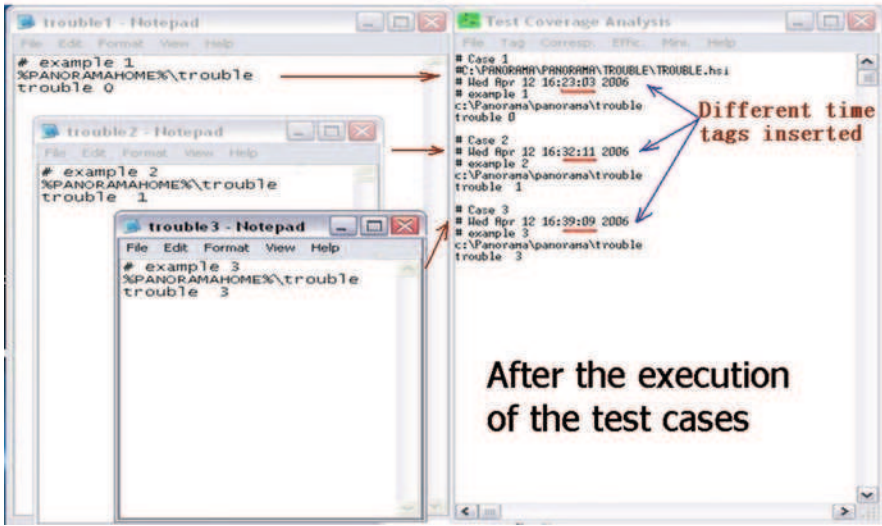 trouble1 - Notepad
File Edit Format View Help
# example 1
%PANORAMAHOME%\trouble
trouble 0
trouble2 - Notepad
File Edit Format View Help
# example 2
%PANORAMAHOME%\trouble
trouble 1
trouble3 - Notepad
File Edit Format View Help
# example 3
%PANORAMAHOME%\trouble
trouble 3
Test Coverage Analysis
File Tag Corresp. Effic. Mini. Help
# Case 1
#C:\PANORAMA\PANORAMA\TROUBLE\TROUBLE.hsi
# Wed Apr 12 16:23:03 2006
# example 1
c:\Panorama\panorama\trouble
trouble 0
# Case 2
# Wed Apr 12 16:32:11 2006
# example 2
c:\Panorama\panorama\trouble
trouble 1
# Case 3
# Wed Apr 12 16:39:09 2006
# example 3
c:\Panorama\panorama\trouble
trouble 3
Different time
tags inserted
After the execution
of the test cases